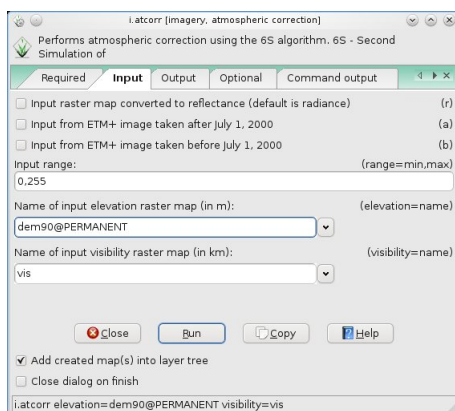 i.atcorr [imagery, atmospheric correction]
Performs atmospheric correction using the 6S algorithm. 6S - Second
Simulation of
Required Input Output Optional Command output
Input raster map converted to reflectance (default is radiance) (r)
Input from ETM+ image taken after July 1, 2000 (a)
Input from ETM+ image taken before July 1, 2000 (b)
Input range: (range=min,max)
0,255
Name of input elevation raster map (in m): (elevation=name)
dem90@PERMANENT
Name of input visibility raster map (in km): (visibility=name)
vis
Close Run Copy Help
Add created map(s) into layer tree
Close dialog on finish
i.atcorr elevation=dem90@PERMANENT visibility=vis